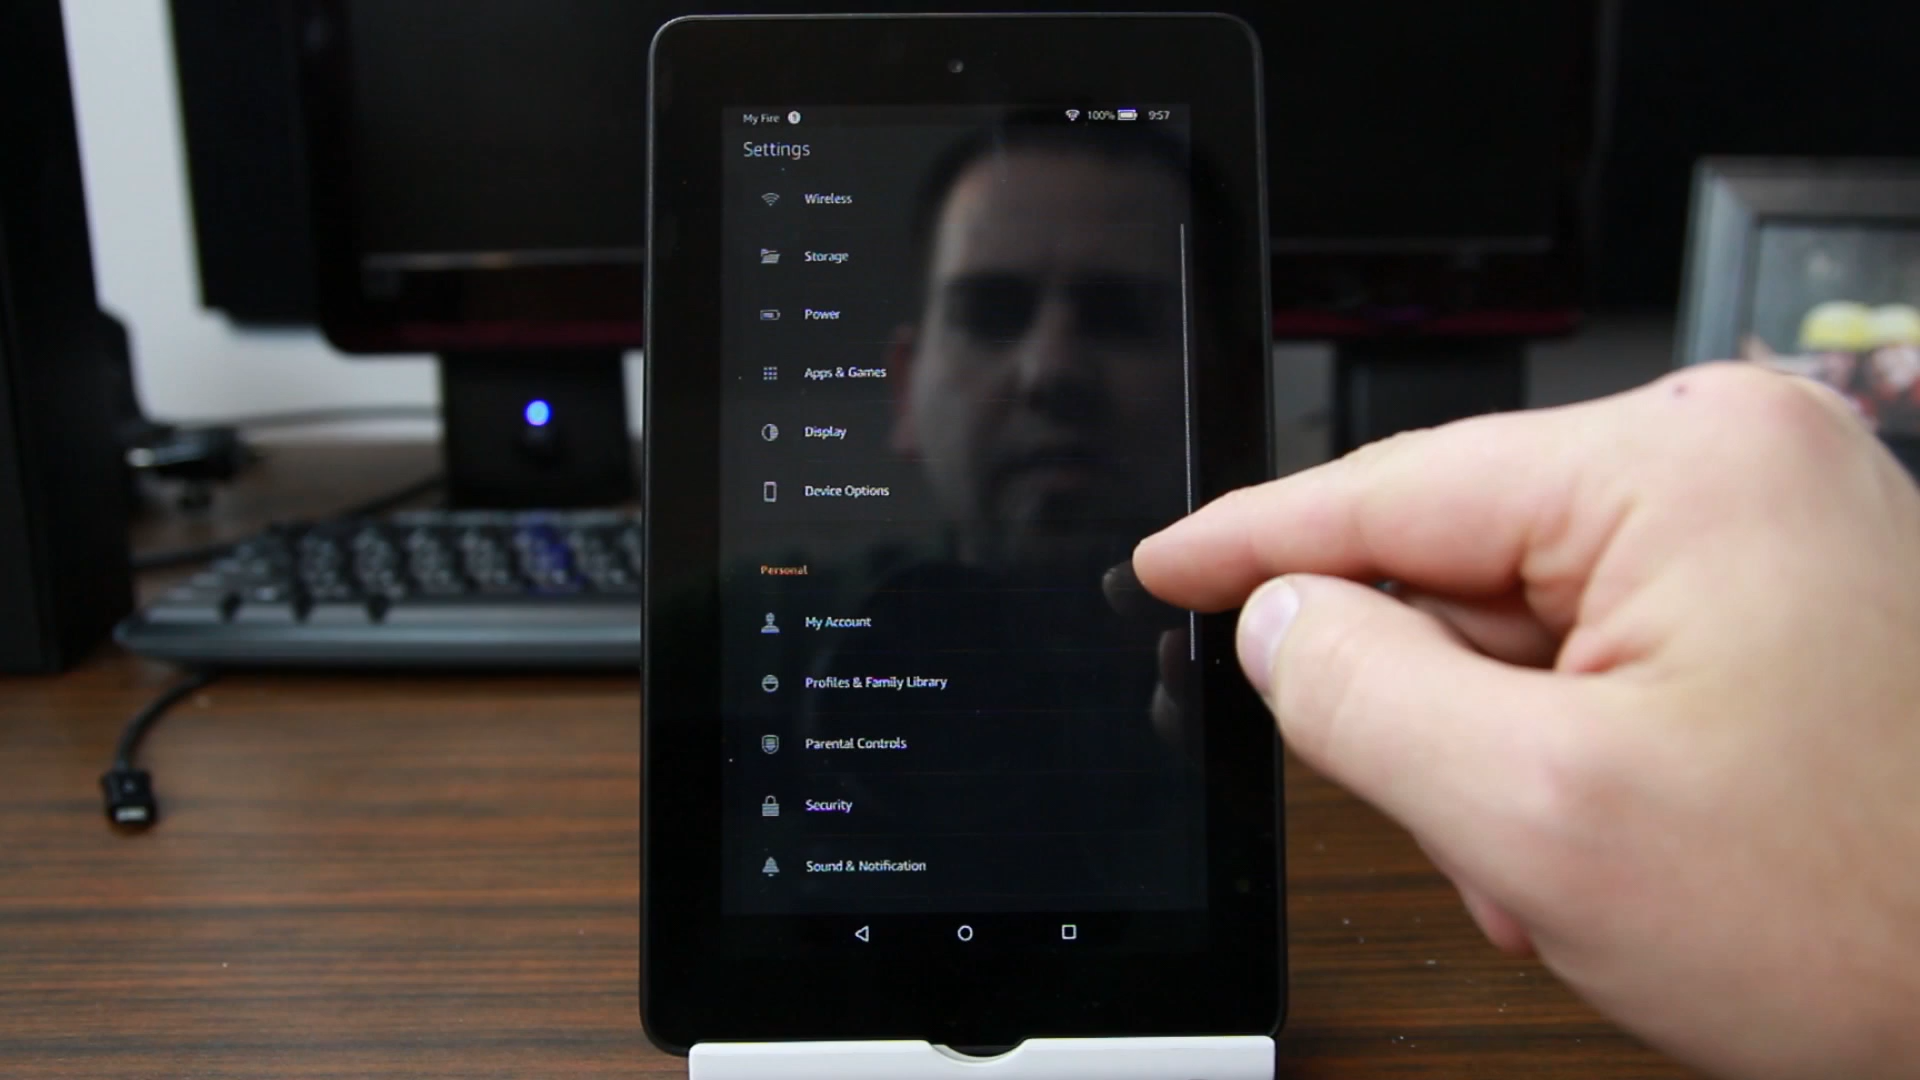 My Fire 100% 9:57
Settings
Wireless
Storage
Power
Apps & Games
Display
Device Options
Personal
My Account
Profiles & Family Library
Parental Controls
Security
Sound & Notification